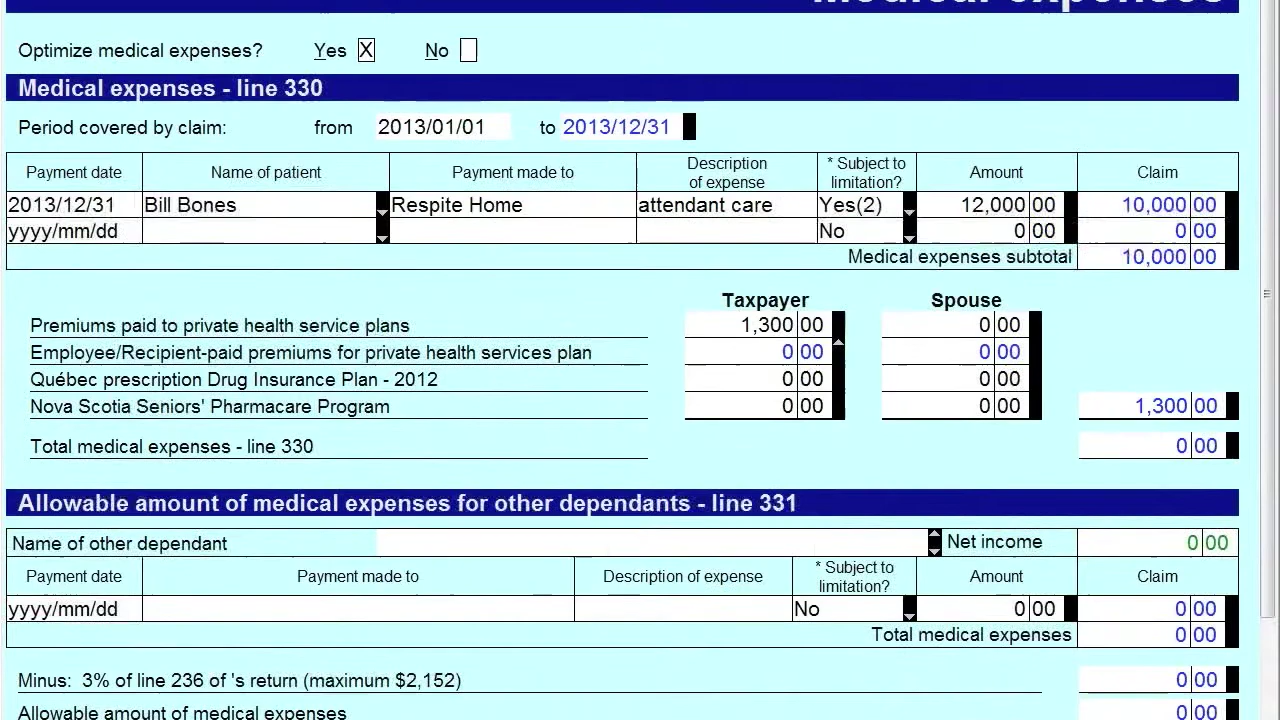 Medical expenses
Optimize medical expenses? Yes X No
Medical expenses - line 330
Period covered by claim: from 2013/01/01 to 2013/12/31
Payment date Name of patient Payment made to Description of expense * Subject to limitation? Amount Claim
2013/12/31 Bill Bones Respite Home attendant care Yes(2) 12,000 00 10,000 00
yyyy/mm/dd No 0 00 0 00
Medical expenses subtotal 10,000 00
Taxpayer Spouse
Premiums paid to private health service plans 1,300 00 0 00
Employee/Recipient-paid premiums for private health services plan 0 00 0 00
Québec prescription Drug Insurance Plan - 2012 0 00 0 00
Nova Scotia Seniors' Pharmacare Program 0 00 0 00 1,300 00
Total medical expenses - line 330 0 00
Allowable amount of medical expenses for other dependants - line 331
Name of other dependant Net income 0 00
Payment date Payment made to Description of expense * Subject to limitation? Amount Claim
yyyy/mm/dd No 0 00 0 00
Total medical expenses 0 00
Minus: 3% of line 236 of 's return (maximum $2,152) 0 00
Allowable amount of medical expenses 0 00